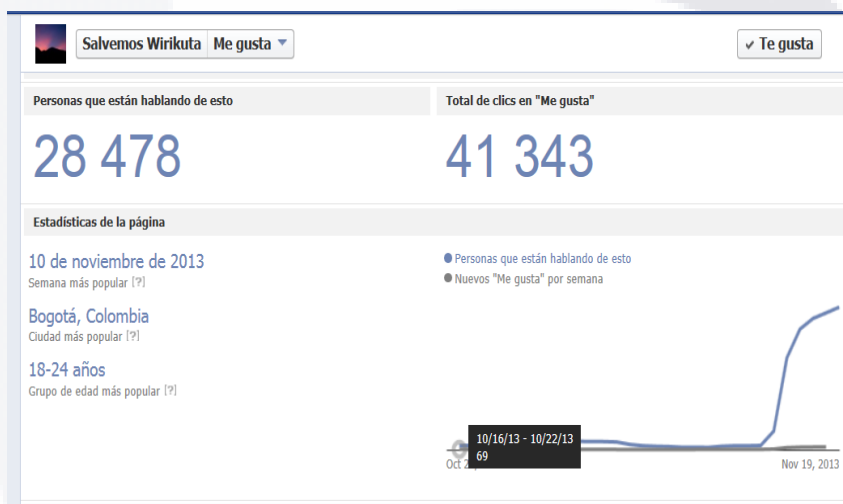 Salvemos Wirikuta Me gusta
✓ Te gusta
Personas que están hablando de esto
Total de clics en "Me gusta"
28 478
41 343
Estadísticas de la página
10 de noviembre de 2013
Semana más popular [?]
Bogotá, Colombia
Ciudad más popular [?]
18-24 años
Grupo de edad más popular [?]
Personas que están hablando de esto
Nuevos "Me gusta" por semana
10/16/13 - 10/22/13
69
Oct 2
Nov 19, 2013